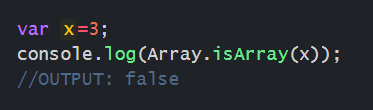 var x=3;
console.log(Array.isArray(x));
//OUTPUT: false